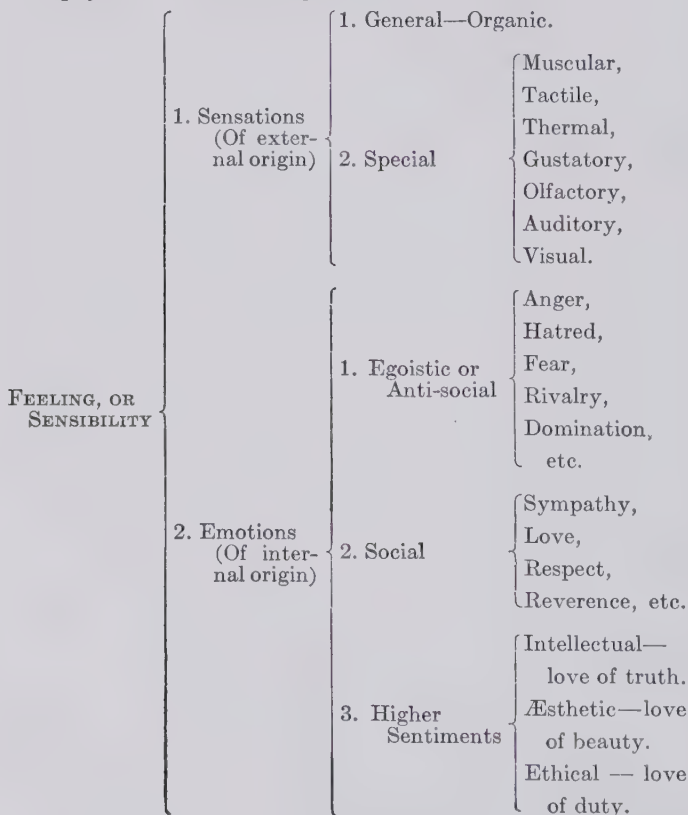 1. General—Organic.
1. Sensations
(Of exter-
nal origin)
2. Special
Muscular,
Tactile,
Thermal,
Gustatory,
Olfactory,
Auditory,
Visual.
FEELING, OR
SENSIBILITY
2. Emotions
(Of inter-
nal origin)
1. Egoistic or
Anti-social
Anger,
Hatred,
Fear,
Rivalry,
Domination,
etc.
2. Social
Sympathy,
Love,
Respect,
Reverence, etc.
3. Higher
Sentiments
Intellectual—
love of truth.
Æsthetic—love
of beauty.
Ethical — love
of duty.